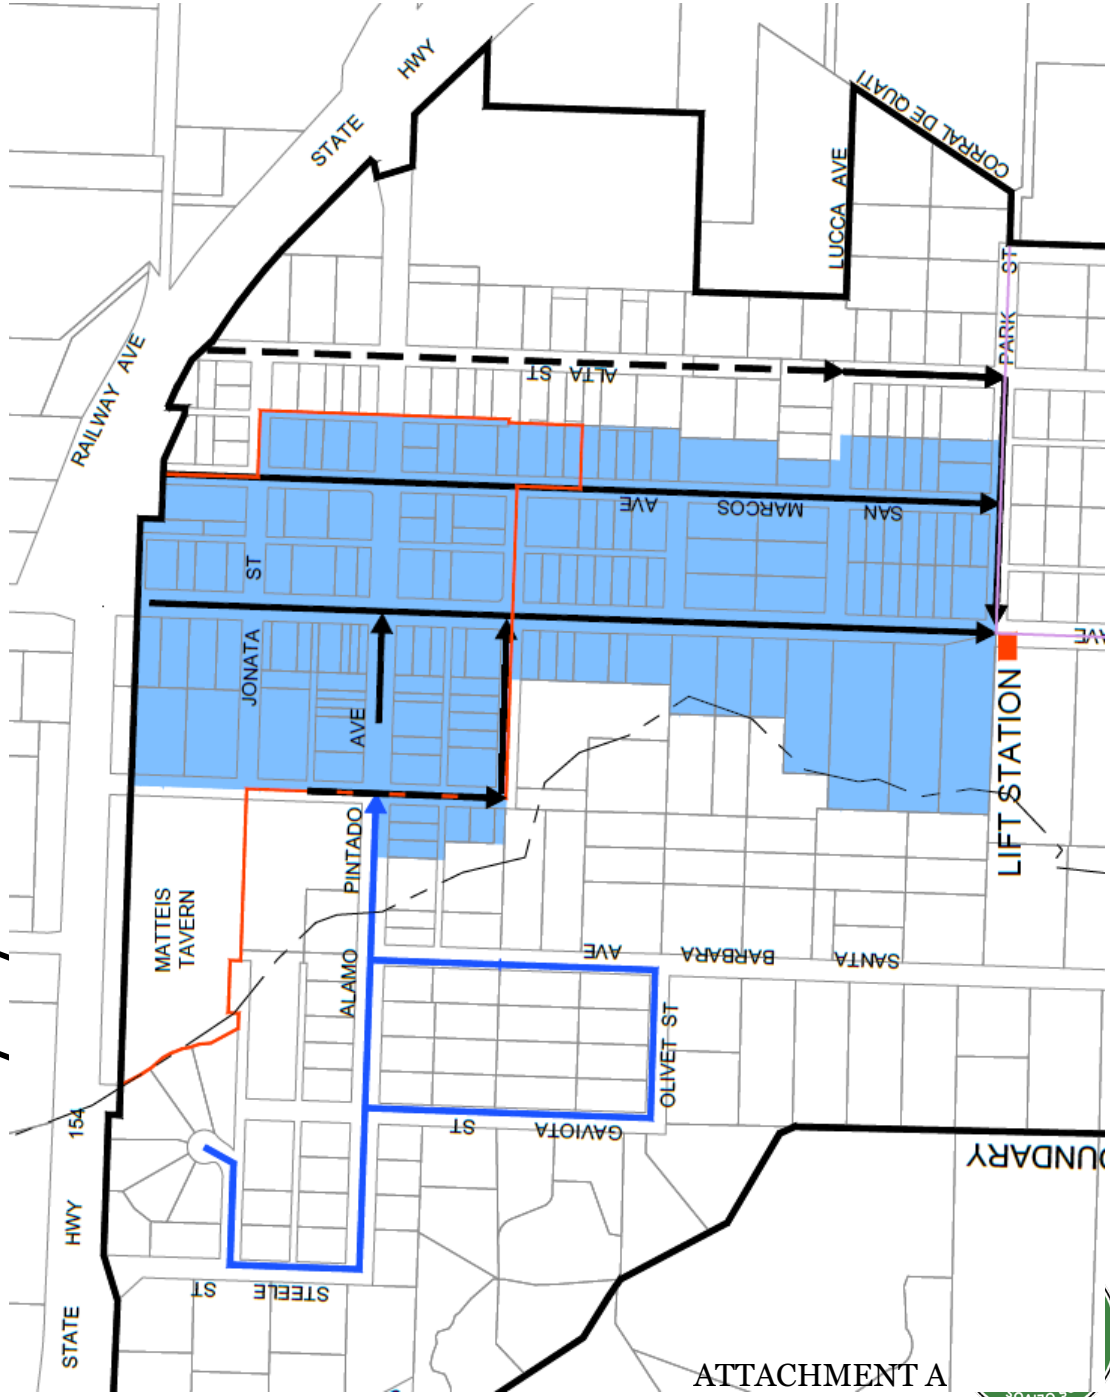 HWY
STATE
CORRAL DE QUATI
LUCCA AVE
PARK ST
RAILWAY AVE
ALTA ST
SAN MARCOS AVE
JONATA ST
AVE
AVE
LIFT STATION
ALAMO PINTADO
MATTEIS
TAVERN
SANTA BARBARA AVE
OLIVET ST
GAVIOTA ST
STATE HWY 154
STEELE ST
ATTACHMENT A